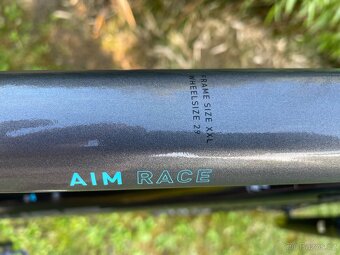 FRAME SIZE XXL
WHEELSIZE 29
AIM RACE